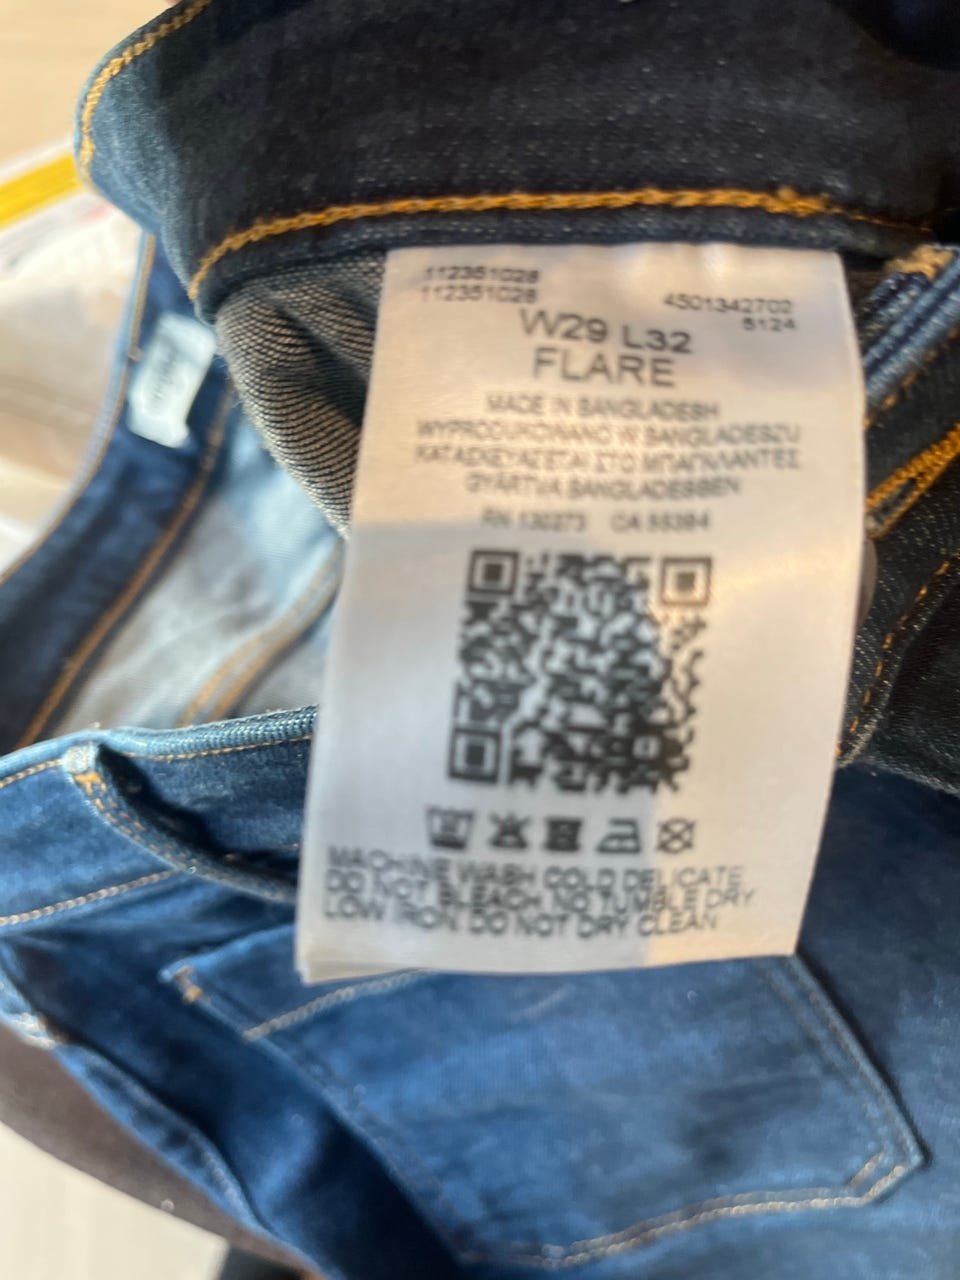 112351028
112351028
4501342702
5124
W29 L32
FLARE
MADE IN BANGLADESH
WYPRODUKOWANO W BANGLADESZU
ΚΑΤΑΣΚΕΥΑΖΕΤΑΙ ΣΤΟ ΜΠΑΓΚΛΑΝΤΕΣ
GYÁRTVA BANGLADESBEN
RN 130273 CA 55394
MACHINE WASH COLD DELICATE.
DO NOT BLEACH. NO TUMBLE DRY.
LOW IRON. DO NOT DRY CLEAN